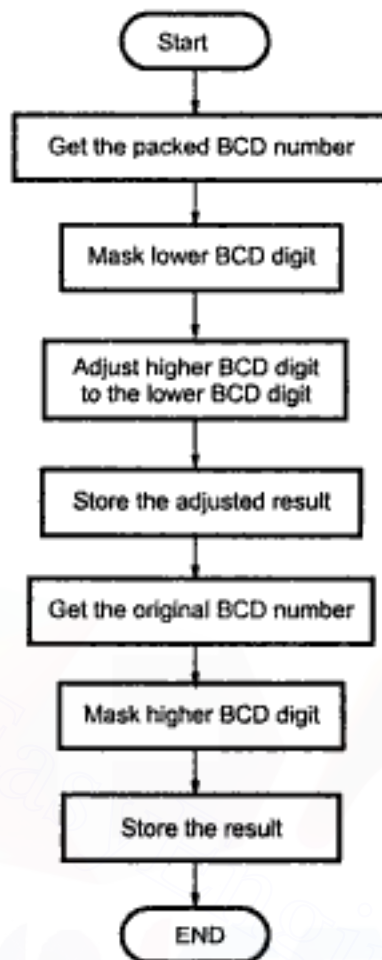 Start
Get the packed BCD number
Mask lower BCD digit
Adjust higher BCD digit
to the lower BCD digit
Store the adjusted result
Get the original BCD number
Mask higher BCD digit
Store the result
END